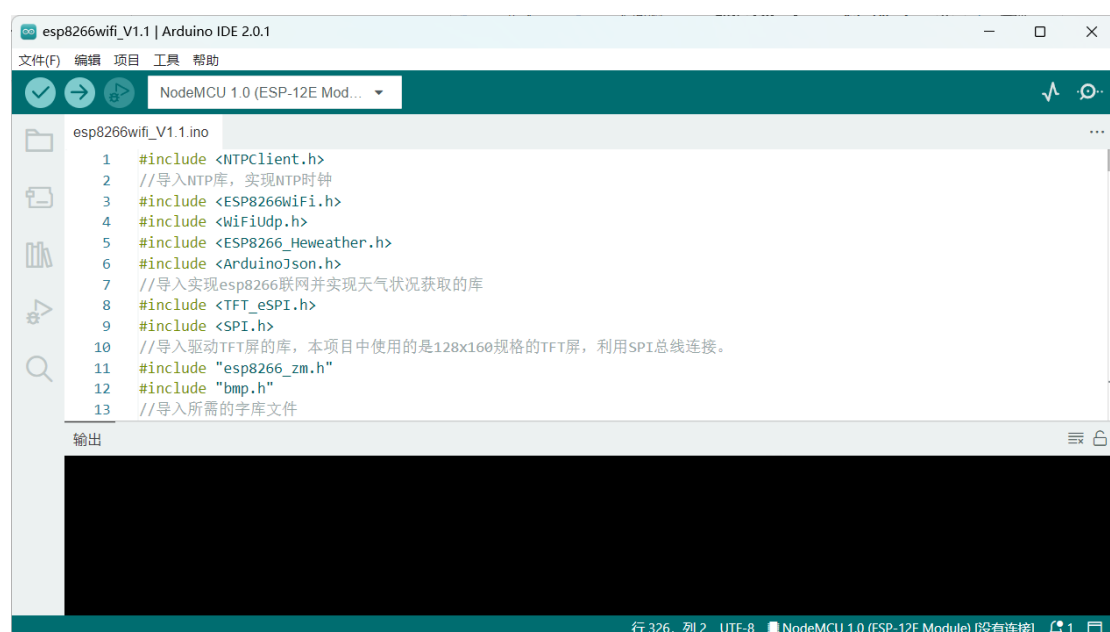 esp8266wifi_V1.1 | Arduino IDE 2.0.1
文件(F) 编辑 项目 工具 帮助
NodeMCU 1.0 (ESP-12E Mod...
esp8266wifi_V1.1.ino
1 #include <NTPClient.h>
2 //导入NTP库，实现NTP时钟
3 #include <ESP8266WiFi.h>
4 #include <WiFiUdp.h>
5 #include <ESP8266_Heweather.h>
6 #include <ArduinoJson.h>
7 //导入实现esp8266联网并实现天气状况获取的库
8 #include <TFT_eSPI.h>
9 #include <SPI.h>
10 //导入驱动TFT屏的库，本项目中使用的是128x160规格的TFT屏，利用SPI总线连接。
11 #include "esp8266_zm.h"
12 #include "bmp.h"
13 //导入所需的字库文件
输出
行 326，列 2 UTF-8 NodeMCU 1.0 (ESP-12E Module) [没有连接] 1